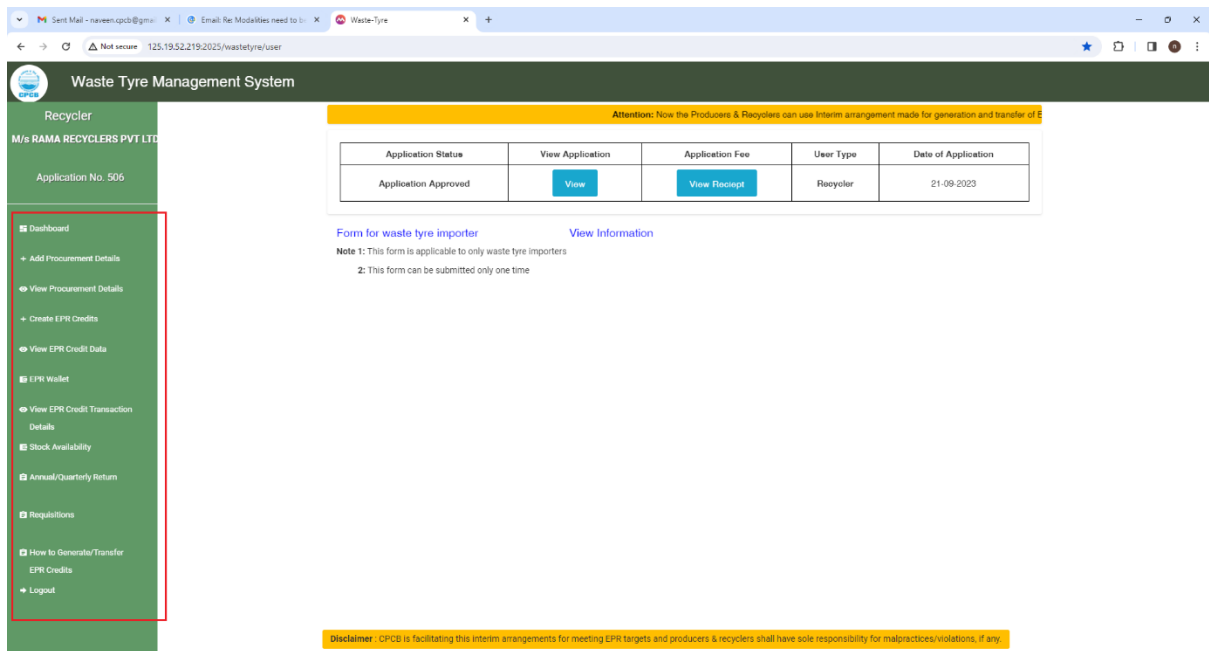 Sent Mail - naveen.cpcb@gmai
Email: Re: Modalities need to b
Waste-Tyre
Not secure 125.19.52.219:2025/wastetyre/user
n
CPCB
Waste Tyre Management System
Recycler
M/s RAMA RECYCLERS PVT LTD
Application No. 506
Dashboard
+ Add Procurement Details
View Procurement Details
+ Create EPR Credits
View EPR Credit Data
EPR Wallet
View EPR Credit Transaction
Details
Stock Availability
Annual/Quarterly Return
Requisitions
How to Generate/Transfer
EPR Credits
Logout
Attention: Now the Producers & Recyclers can use Interim arrangement made for generation and transfer of E
Application Status View Application Application Fee User Type Date of Application
Application Approved View View Reciept Recycler 21-09-2023
Form for waste tyre importer View Information
Note 1: This form is applicable to only waste tyre importers
2: This form can be submitted only one time
Disclaimer : CPCB is facilitating this interim arrangements for meeting EPR targets and producers & recyclers shall have sole responsibility for malpractices/violations, if any.